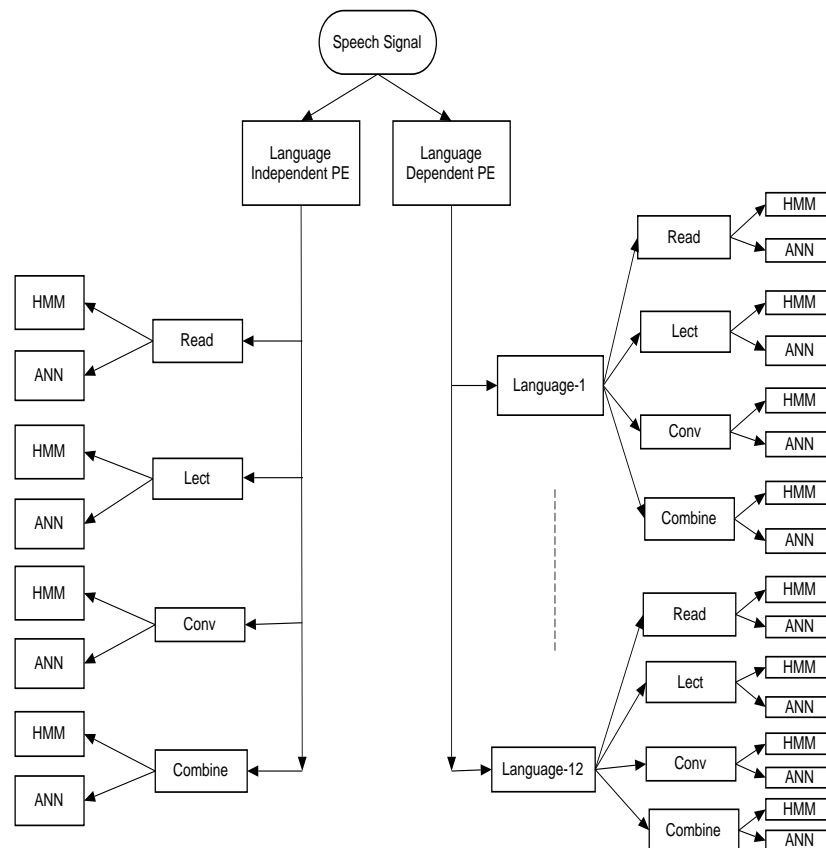 Speech Signal
Language
Independent PE
Language
Dependent PE
Read
HMM
ANN
Lect
HMM
ANN
Conv
HMM
ANN
Combine
HMM
ANN
Language-1
Read
HMM
ANN
Lect
HMM
ANN
Conv
HMM
ANN
Combine
HMM
ANN
Language-12
Read
HMM
ANN
Lect
HMM
ANN
Conv
HMM
ANN
Combine
HMM
ANN